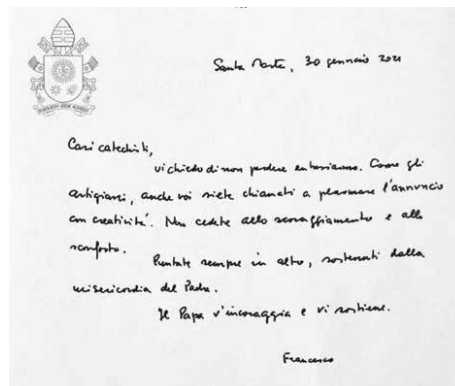 Santa Marta, 30 gennaio 2021
Cari catechisti,
vi chiedo di non perdere entusiasmo. Come gli
artigiani, anche voi siete chiamati a plasmare l'annuncio
con creatività. Non cedete allo scoraggiamento e allo
sconforto.
Puntate sempre in alto, sostenuti dalla
misericordia del Padre.
Il Papa v'incoraggia e vi sostiene.
Francesco